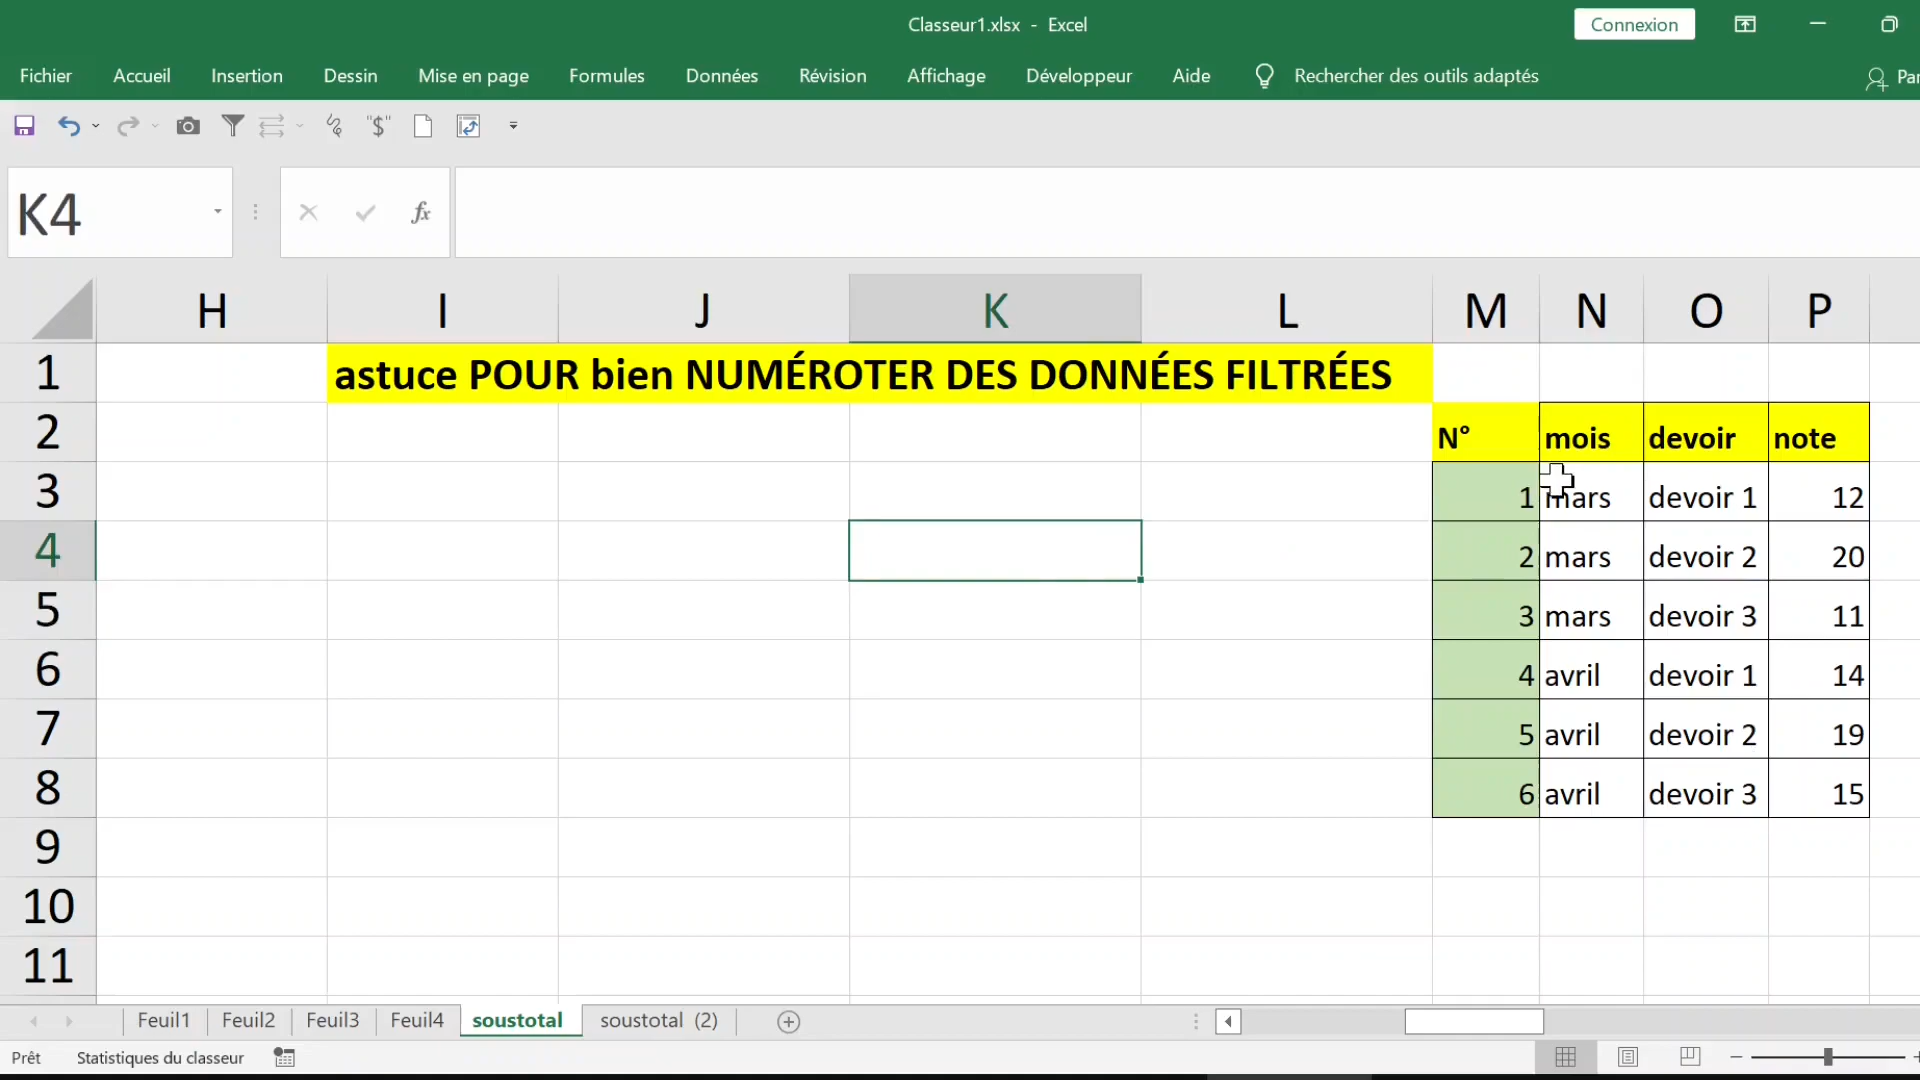 Classeur1.xlsx - Excel
Connexion
Fichier Accueil Insertion Dessin Mise en page Formules Données Révision Affichage Développeur Aide Rechercher des outils adaptés Par
"$"
K4 fx
H I J K L M N O P
1 astuce POUR bien NUMÉROTER DES DONNÉES FILTRÉES
2 N° mois devoir note
3 1 mars devoir 1 12
4 2 mars devoir 2 20
5 3 mars devoir 3 11
6 4 avril devoir 1 14
7 5 avril devoir 2 19
8 6 avril devoir 3 15
9
10
11
Feuil1 Feuil2 Feuil3 Feuil4 soustotal soustotal (2)
Prêt Statistiques du classeur